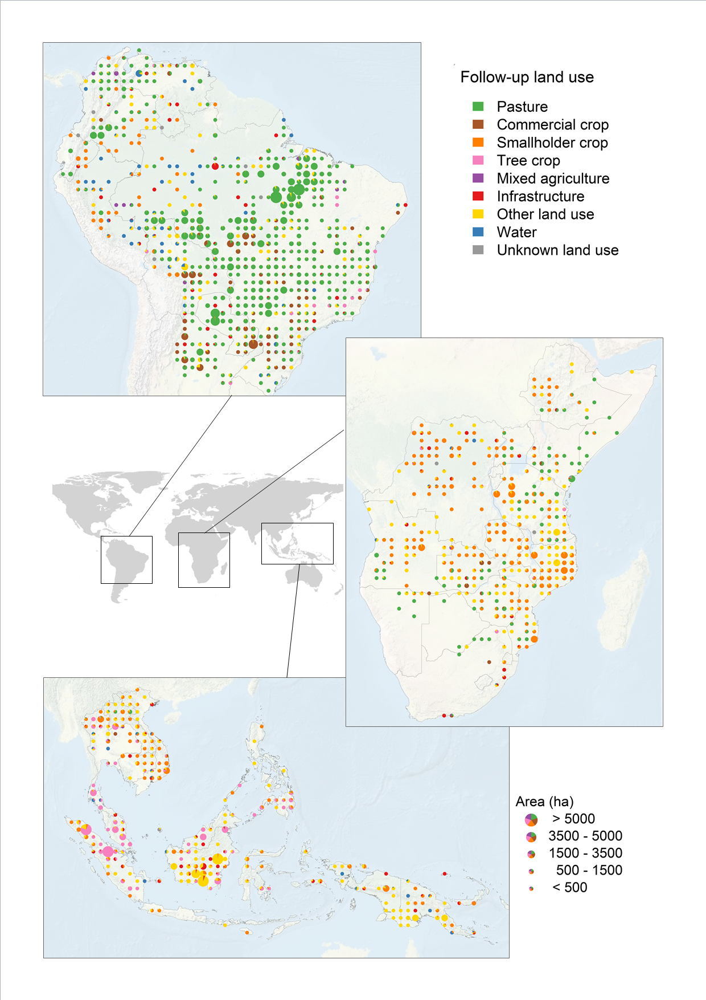 Follow-up land use
Pasture
Commercial crop
Smallholder crop
Tree crop
Mixed agriculture
Infrastructure
Other land use
Water
Unknown land use
Area (ha)
> 5000
3500 - 5000
1500 - 3500
500 - 1500
< 500